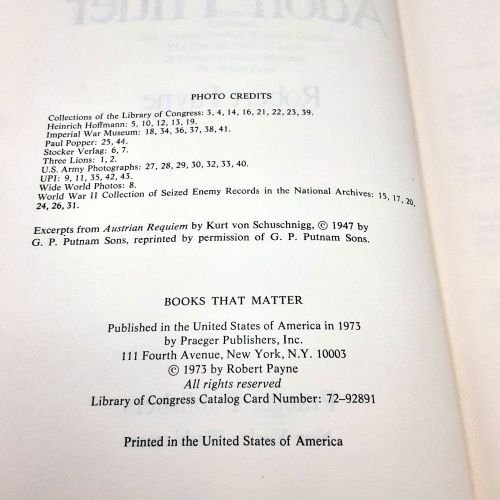 PHOTO CREDITS
Collections of the Library of Congress: 3, 4, 14, 16, 21, 22, 23, 39.
Heinrich Hoffmann: 5, 10, 12, 13, 19.
Imperial War Museum: 18, 34, 36, 37, 38, 41.
Paul Popper: 25, 44.
Stocker Verlag: 6, 7.
Three Lions: 1, 2.
U.S. Army Photographs: 27, 28, 29, 30, 32, 33, 40.
UPI: 9, 11, 35, 42, 43.
Wide World Photos: 8.
World War II Collection of Seized Enemy Records in the National Archives: 15, 17, 20,
24, 26, 31.
Excerpts from Austrian Requiem by Kurt von Schuschnigg, © 1947 by
G. P. Putnam Sons, reprinted by permission of G. P. Putnam Sons.
BOOKS THAT MATTER
Published in the United States of America in 1973
by Praeger Publishers, Inc.
111 Fourth Avenue, New York, N.Y. 10003
© 1973 by Robert Payne
All rights reserved
Library of Congress Catalog Card Number: 72–92891
Printed in the United States of America